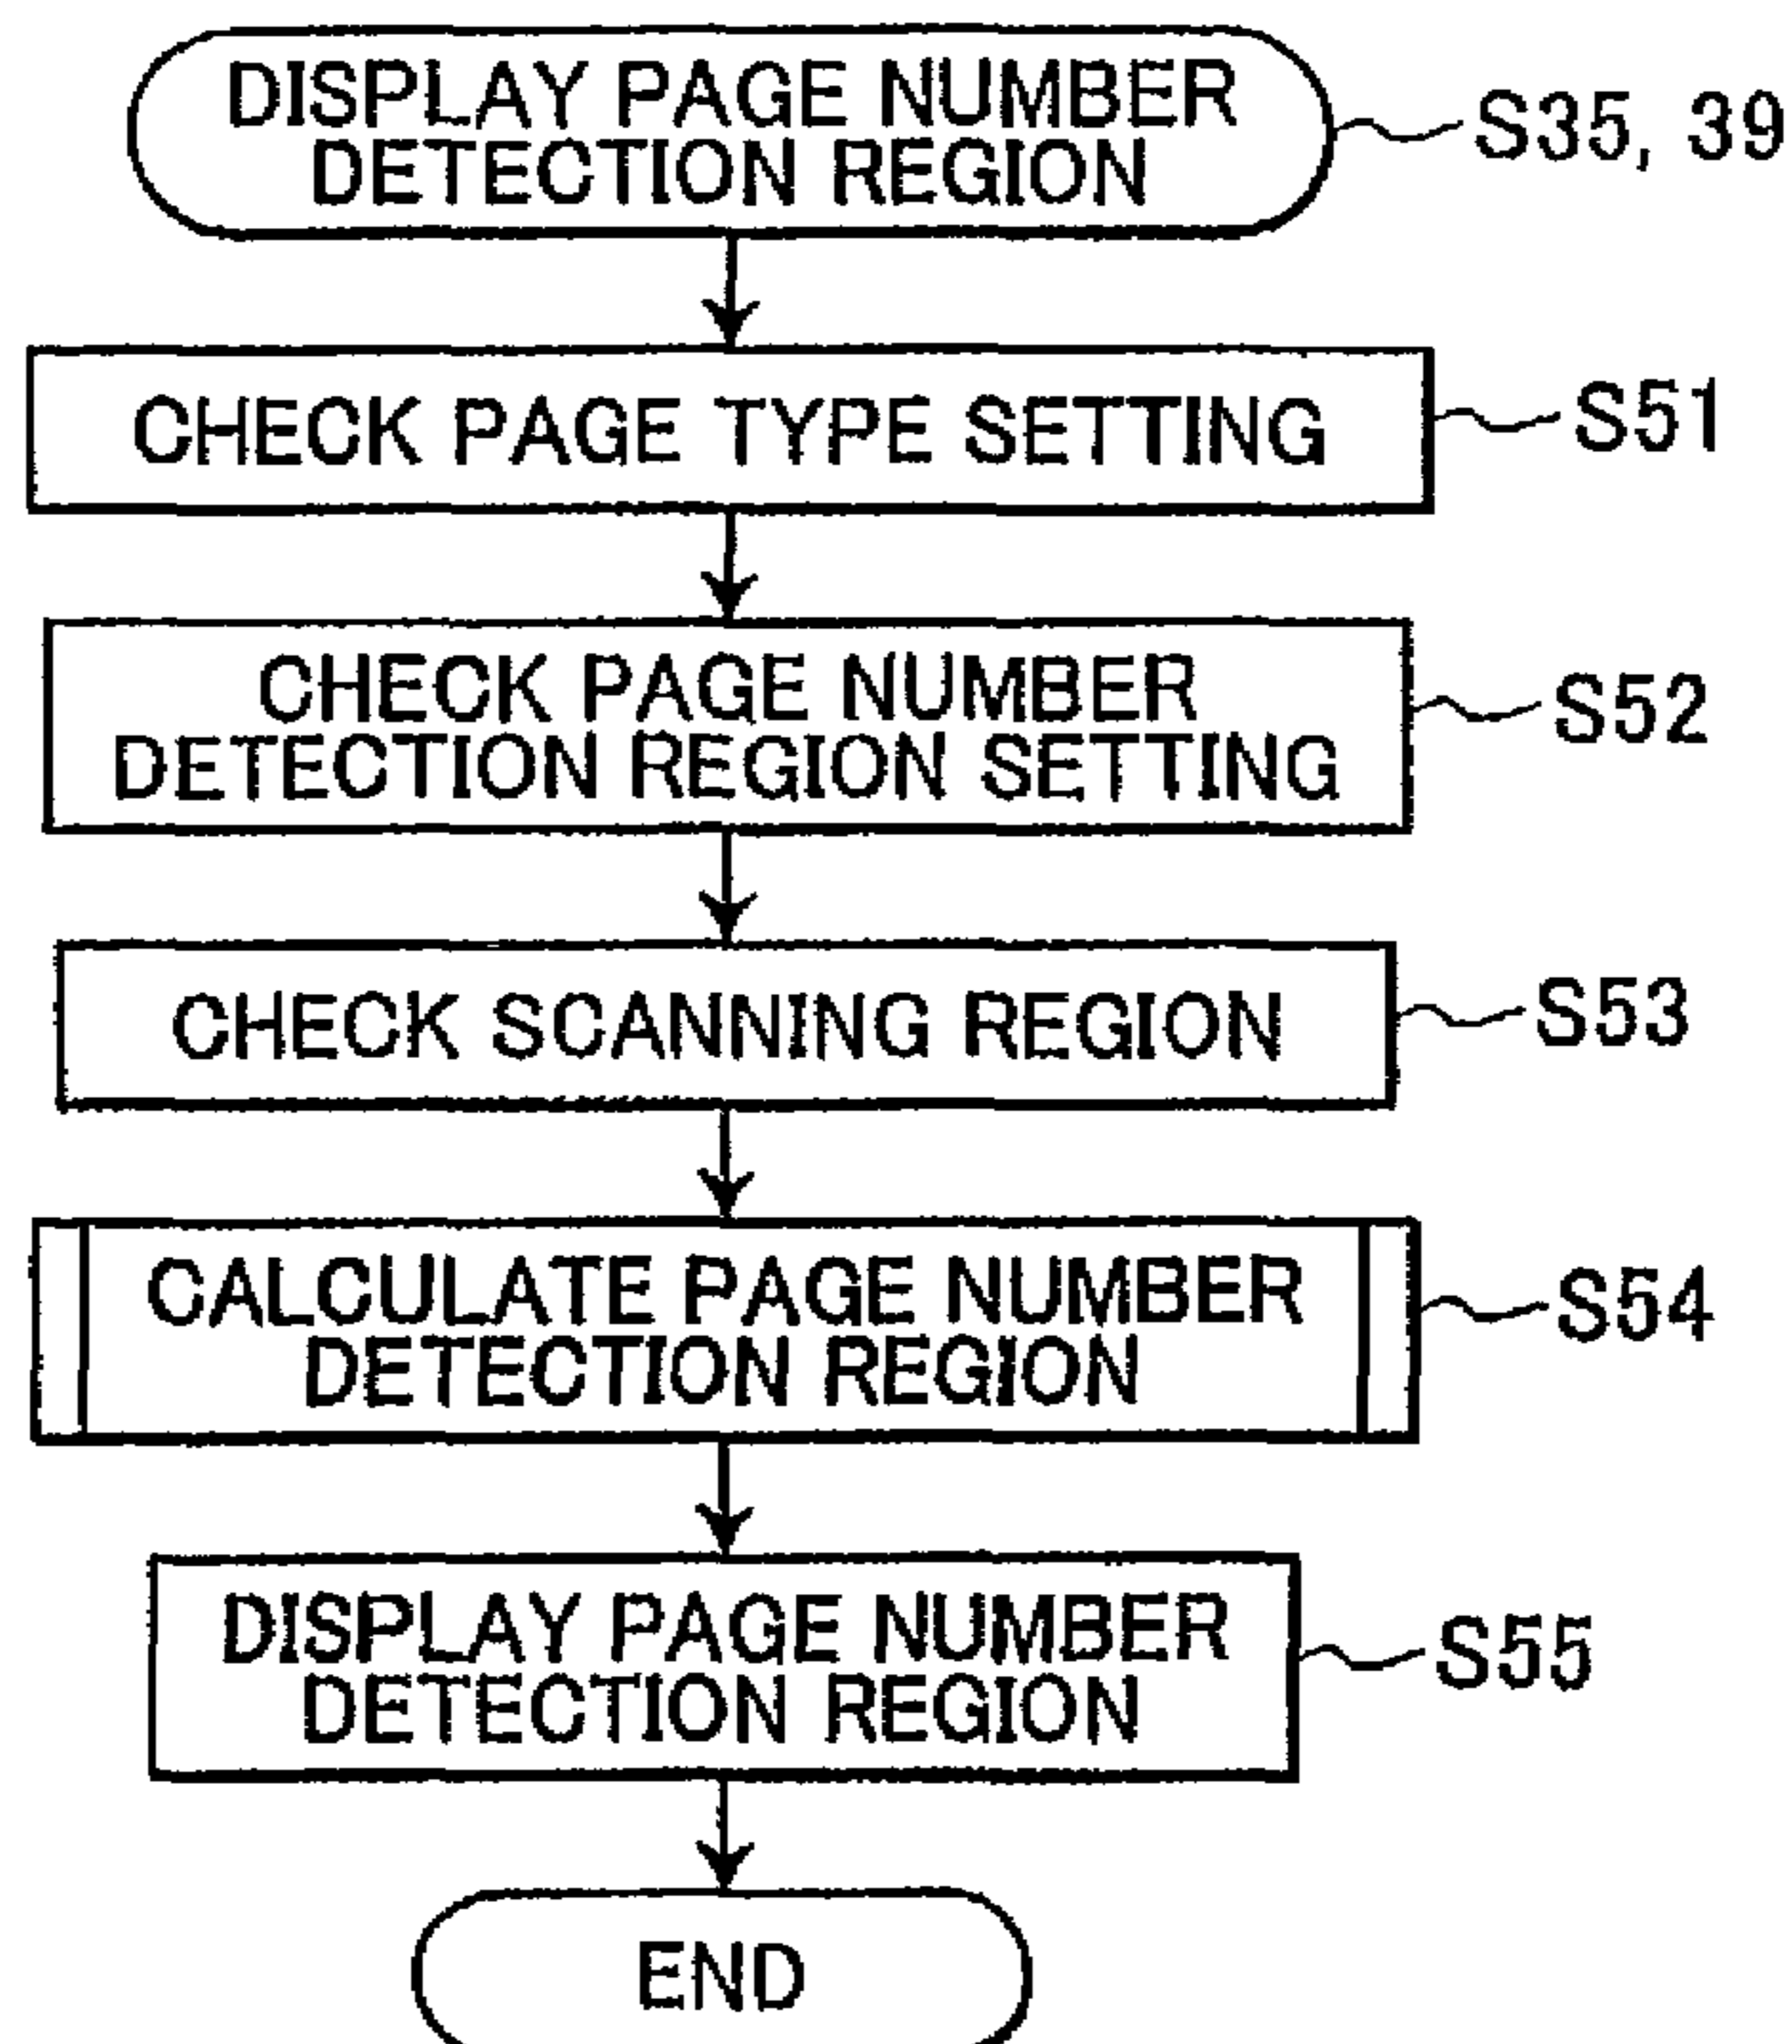 DISPLAY PAGE NUMBER
DETECTION REGION
S35, 39
CHECK PAGE TYPE SETTING
S51
CHECK PAGE NUMBER
DETECTION REGION SETTING
S52
CHECK SCANNING REGION
S53
CALCULATE PAGE NUMBER
DETECTION REGION
S54
DISPLAY PAGE NUMBER
DETECTION REGION
S55
END